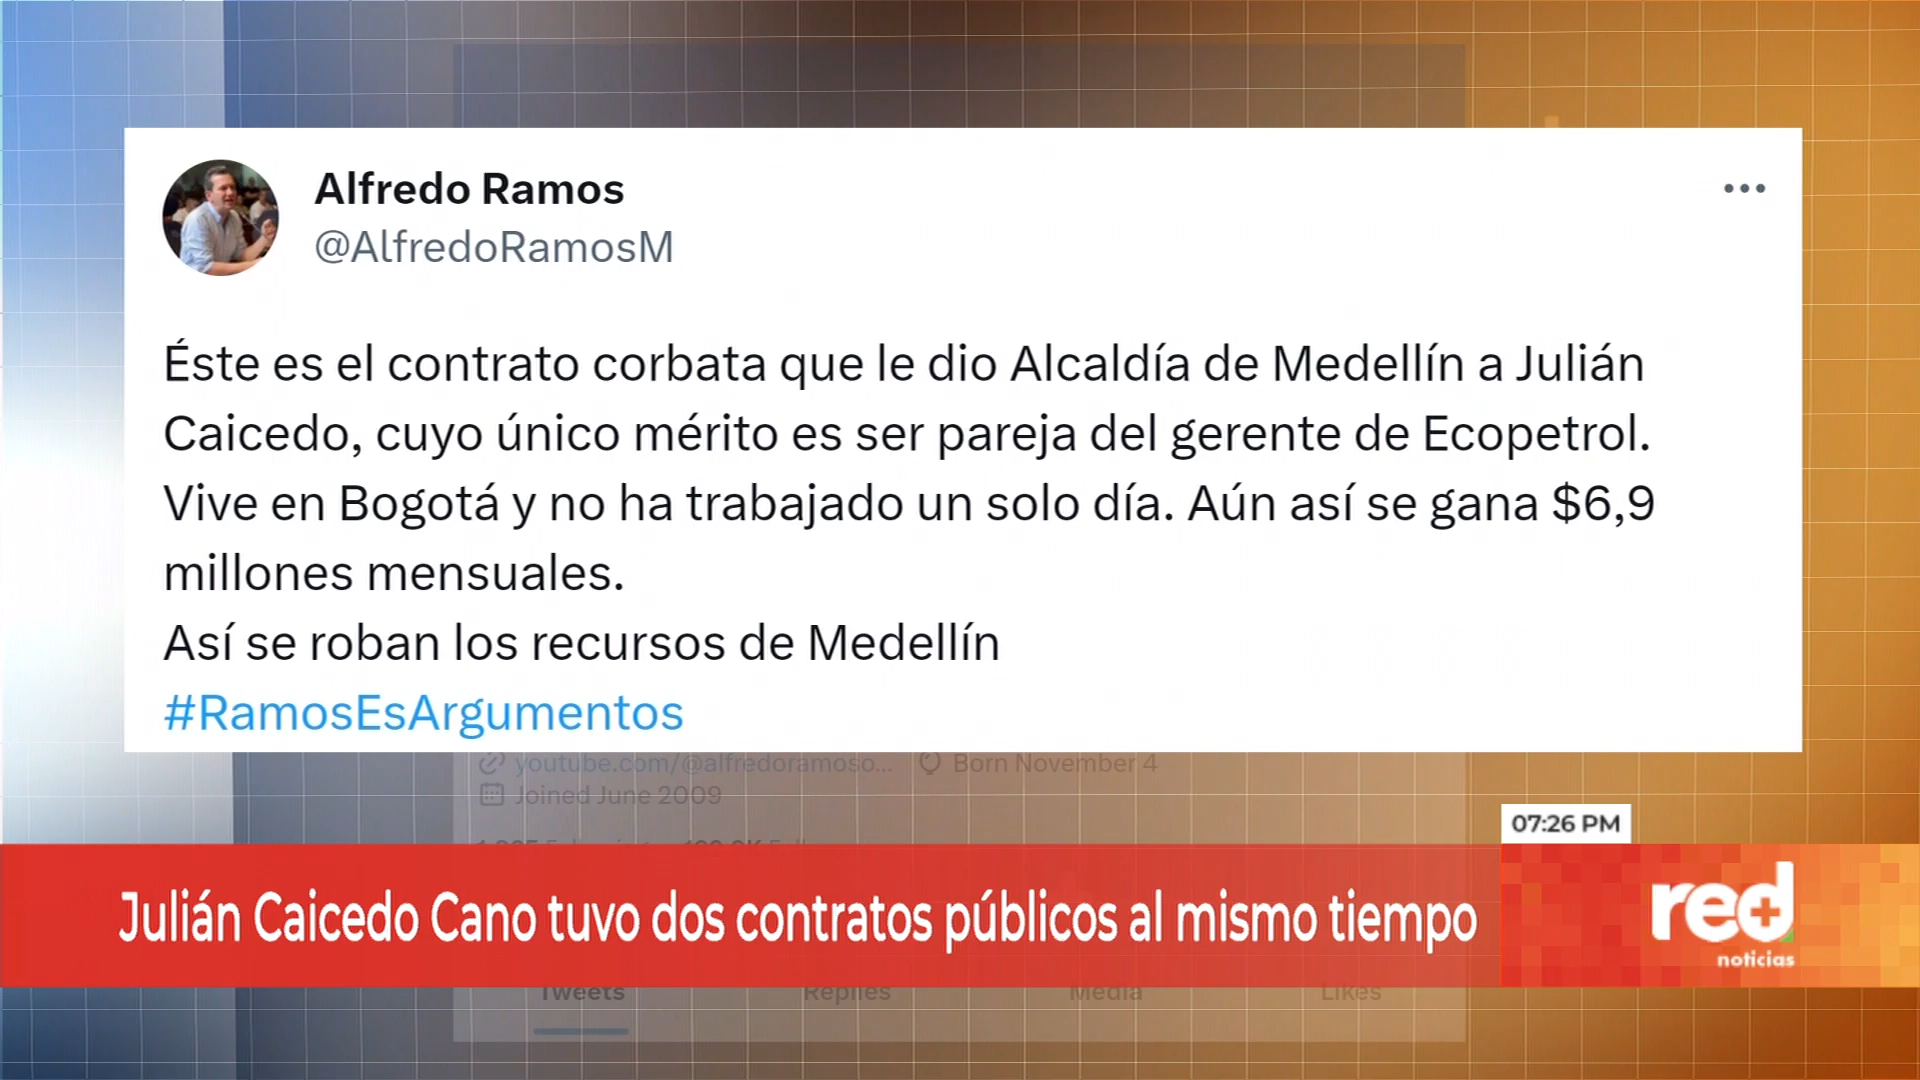 Alfredo Ramos
@AlfredoRamosM
Éste es el contrato corbata que le dio Alcaldía de Medellín a Julián
Caicedo, cuyo único mérito es ser pareja del gerente de Ecopetrol.
Vive en Bogotá y no ha trabajado un solo día. Aún así se gana $6,9
millones mensuales.
Así se roban los recursos de Medellín
#RamosEsArgumentos
youtube.com/@alfredoramoso... Born November 4
Joined June 2009
07:26 PM
Julián Caicedo Cano tuvo dos contratos públicos al mismo tiempo
red+
noticias
Tweets Replies Media Likes